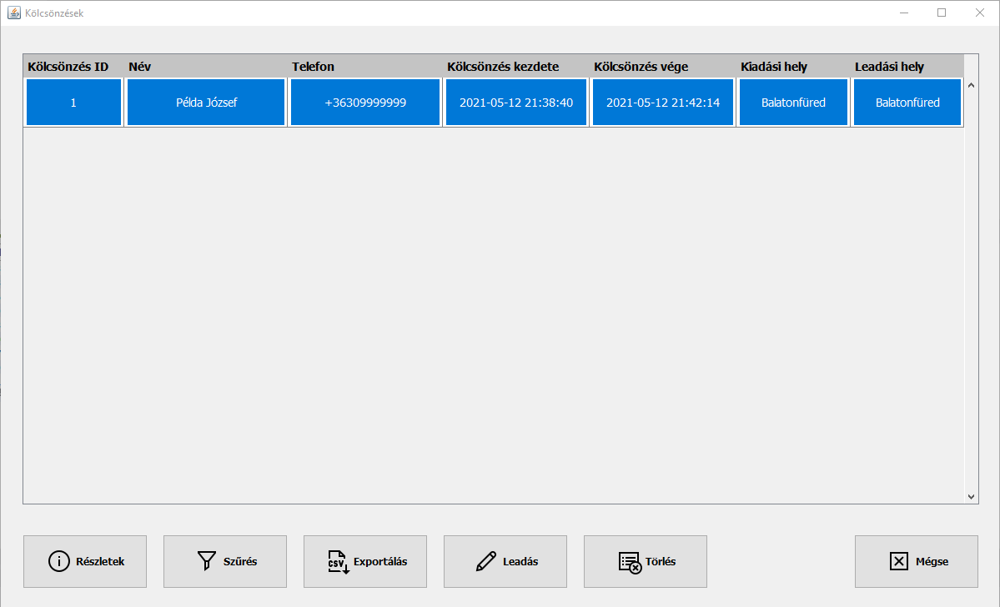 Kölcsönzések
Kölcsönzés ID Név Telefon Kölcsönzés kezdete Kölcsönzés vége Kiadási hely Leadási hely
1 Példa József +36309999999 2021-05-12 21:38:40 2021-05-12 21:42:14 Balatonfüred Balatonfüred
Részletek Szűrés CSV Exportálás Leadás Törlés Mégse